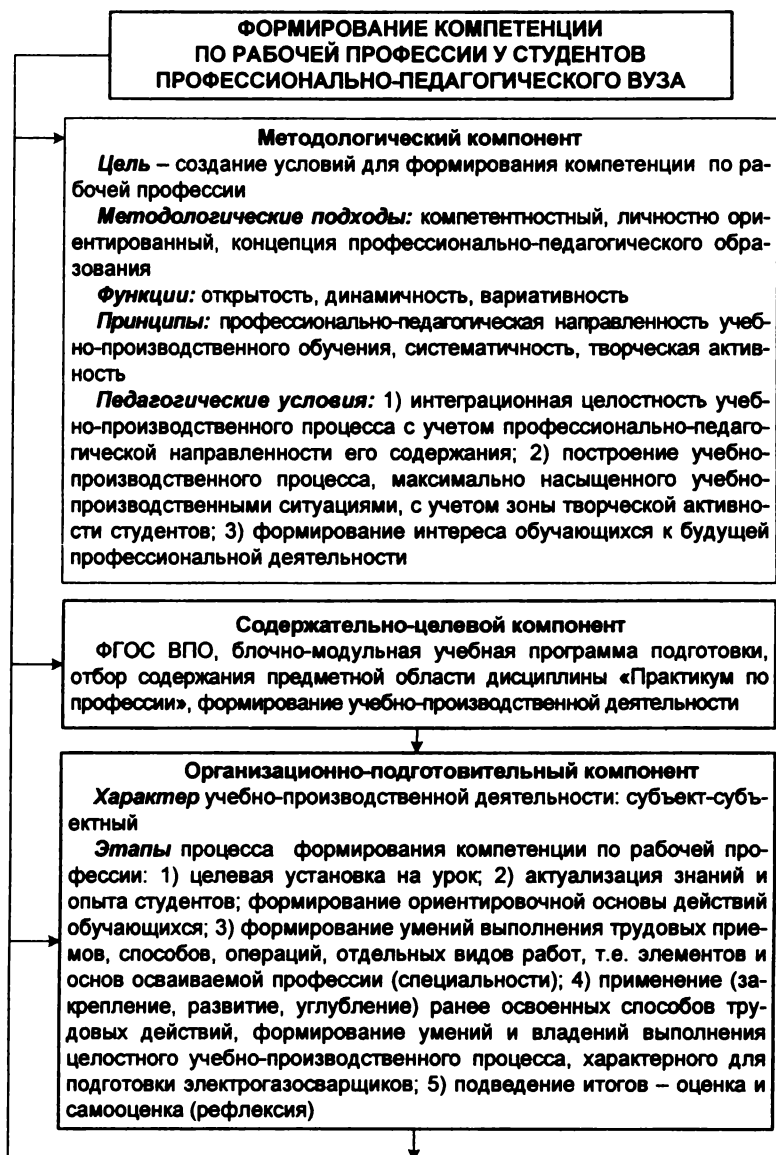 ФОРМИРОВАНИЕ КОМПЕТЕНЦИИ
ПО РАБОЧЕЙ ПРОФЕССИИ У СТУДЕНТОВ
ПРОФЕССИОНАЛЬНО-ПЕДАГОГИЧЕСКОГО ВУЗА
Методологический компонент
Цель – создание условий для формирования компетенции по ра-
бочей профессии
Методологические подходы: компетентностный, личностно ори-
ентированный, концепция профессионально-педагогического обра-
зования
Функции: открытость, динамичность, вариативность
Принципы: профессионально-педагогическая направленность учеб-
но-производственного обучения, систематичность, творческая актив-
ность
Педагогические условия: 1) интеграционная целостность учеб-
но-производственного процесса с учетом профессионально-педаго-
гической направленности его содержания; 2) построение учебно-
производственного процесса, максимально насыщенного учебно-
производственными ситуациями, с учетом зоны творческой активно-
сти студентов; 3) формирование интереса обучающихся к будущей
профессиональной деятельности
Содержательно-целевой компонент
ФГОС ВПО, блочно-модульная учебная программа подготовки,
отбор содержания предметной области дисциплины «Практикум по
профессии», формирование учебно-производственной деятельности
Организационно-подготовительный компонент
Характер учебно-производственной деятельности: субъект-субъ-
ектный
Этапы процесса формирования компетенции по рабочей про-
фессии: 1) целевая установка на урок; 2) актуализация знаний и
опыта студентов; формирование ориентировочной основы действий
обучающихся; 3) формирование умений выполнения трудовых прие-
мов, способов, операций, отдельных видов работ, т.е. элементов и
основ осваиваемой профессии (специальности); 4) применение (за-
крепление, развитие, углубление) ранее освоенных способов тру-
довых действий, формирование умений и владений выполнения
целостного учебно-производственного процесса, характерного для
подготовки электрогазосварщиков; 5) подведение итогов – оценка и
самооценка (рефлексия)